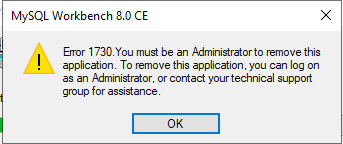 MySQL Workbench 8.0 CE
Error 1730.You must be an Administrator to remove this
application. To remove this application, you can log on
as an Administrator, or contact your technical support
group for assistance.
OK